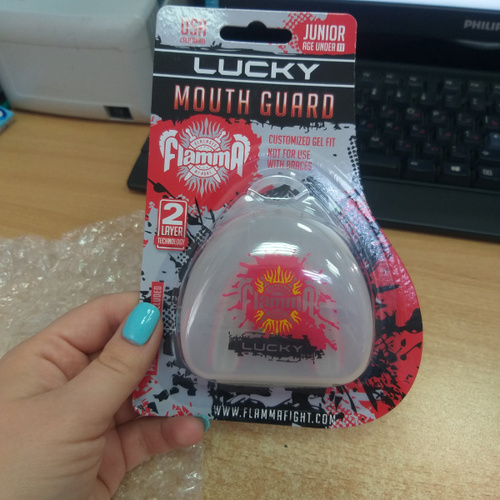 JUNIOR
AGE UNDER 11
LUCKY
MOUTH GUARD
FlammA
CUSTOMIZED GEL FIT
NOT FOR USE
WITH BRACES
2
LAYER
TECHNOLOGY
FlammA
LUCKY
WWW.FLAMMAFIGHT.COM
PHILIP